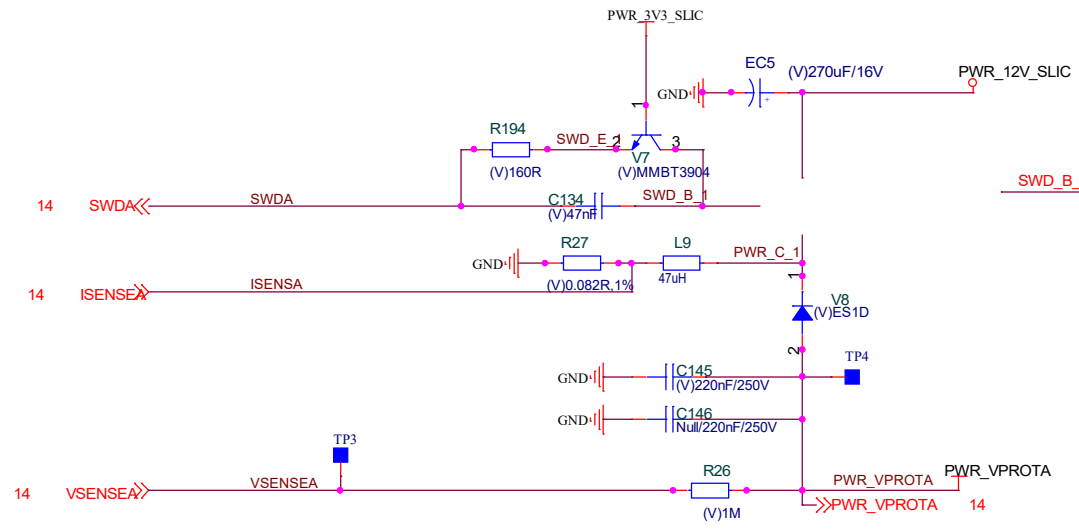 PWR_3V3_SLIC
EC5
(V)270uF/16V
PWR_12V_SLIC
GND
+
1
R194
SWD_E_1
2
3
V7
(V)160R
(V)MMBT3904
14
SWDA
SWDA
C134
(V)47nF
SWD_B_1
SWD_B_
GND
R27
L9
PWR_C_1
(V)0.082R,1%
47uH
1
14
ISENSEA
ISENSA
V8
(V)ES1D
2
TP4
GND
C145
(V)220nF/250V
GND
C146
Null/220nF/250V
TP3
14
VSENSEA
VSENSEA
R26
(V)1M
PWR_VPROTA
PWR_VPROTA
PWR_VPROTA
14